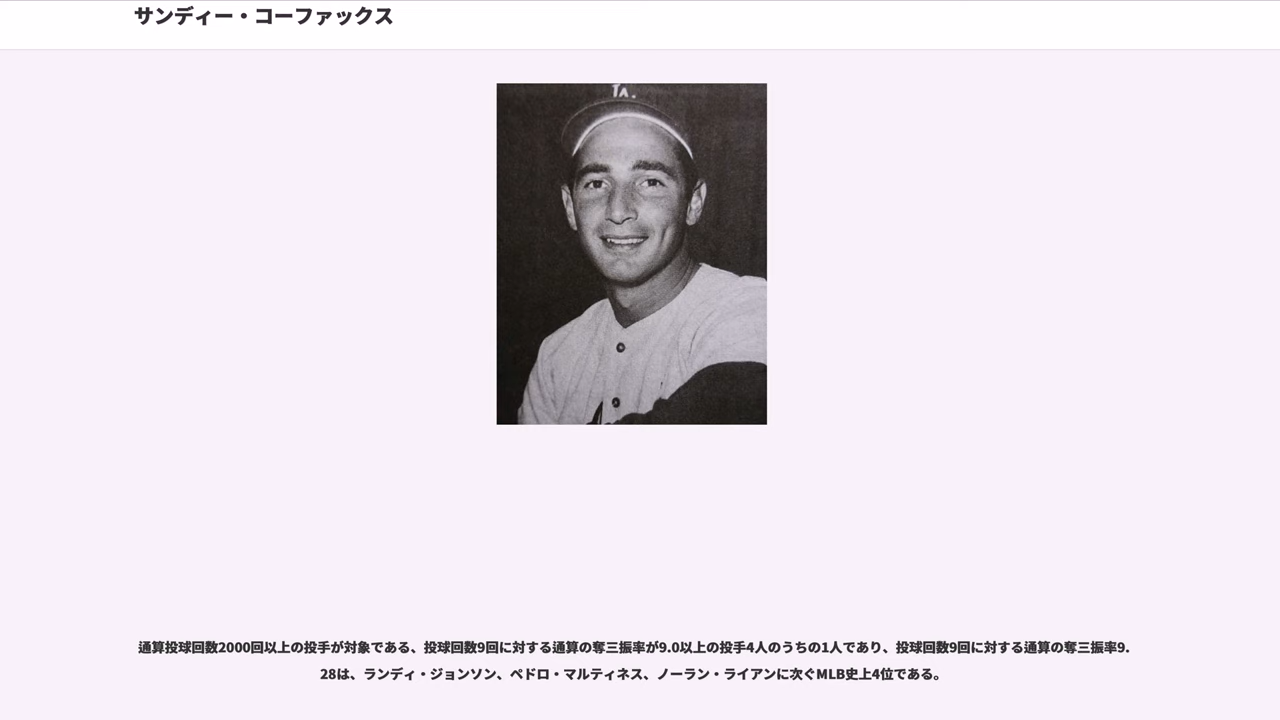 サンディー・コーファックス
通算投球回数2000回以上の投手が対象である、投球回数9回に対する通算の奪三振率が9.0以上の投手4人のうちの1人であり、投球回数9回に対する通算の奪三振率9.
28は、ランディ・ジョンソン、ペドロ・マルティネス、ノーラン・ライアンに次ぐMLB史上4位である。